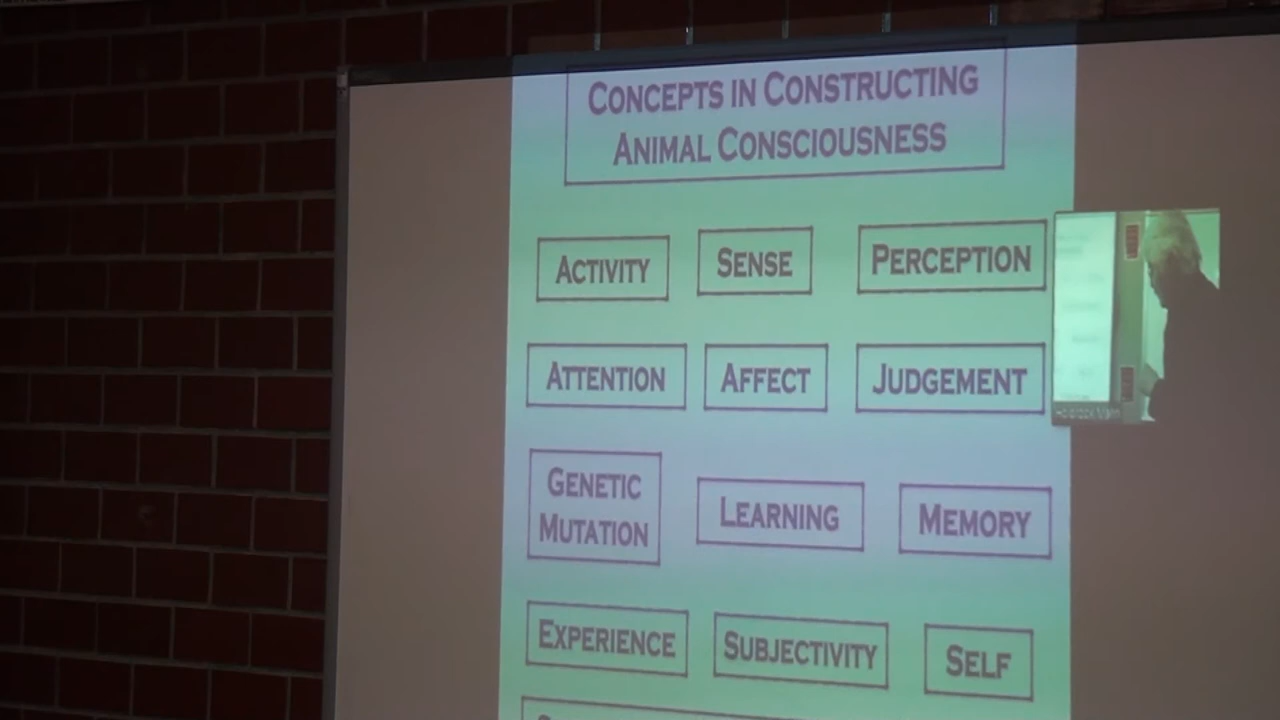 CONCEPTS IN CONSTRUCTING
ANIMAL CONSCIOUSNESS
ACTIVITY
SENSE
PERCEPTION
ATTENTION
AFFECT
JUDGEMENT
GENETIC
MUTATION
LEARNING
MEMORY
EXPERIENCE
SUBJECTIVITY
SELF